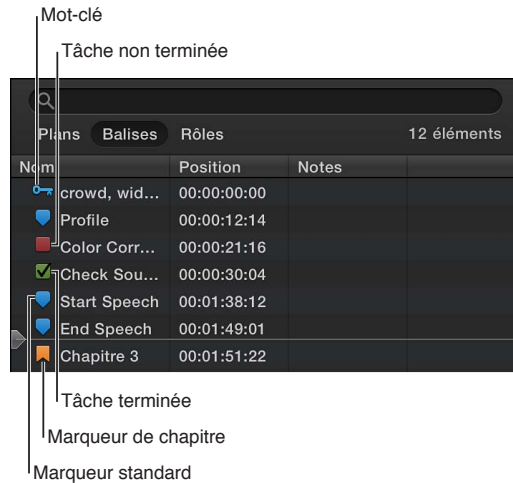 Mot-clé
Tâche non terminée
Plans Balises Rôles 12 éléments
Nom Position Notes
crowd, wid... 00:00:00:00
Profile 00:00:12:14
Color Corr... 00:00:21:16
Check Sou... 00:00:30:04
Start Speech 00:01:38:12
End Speech 00:01:49:01
Chapitre 3 00:01:51:22
Tâche terminée
Marqueur de chapitre
Marqueur standard